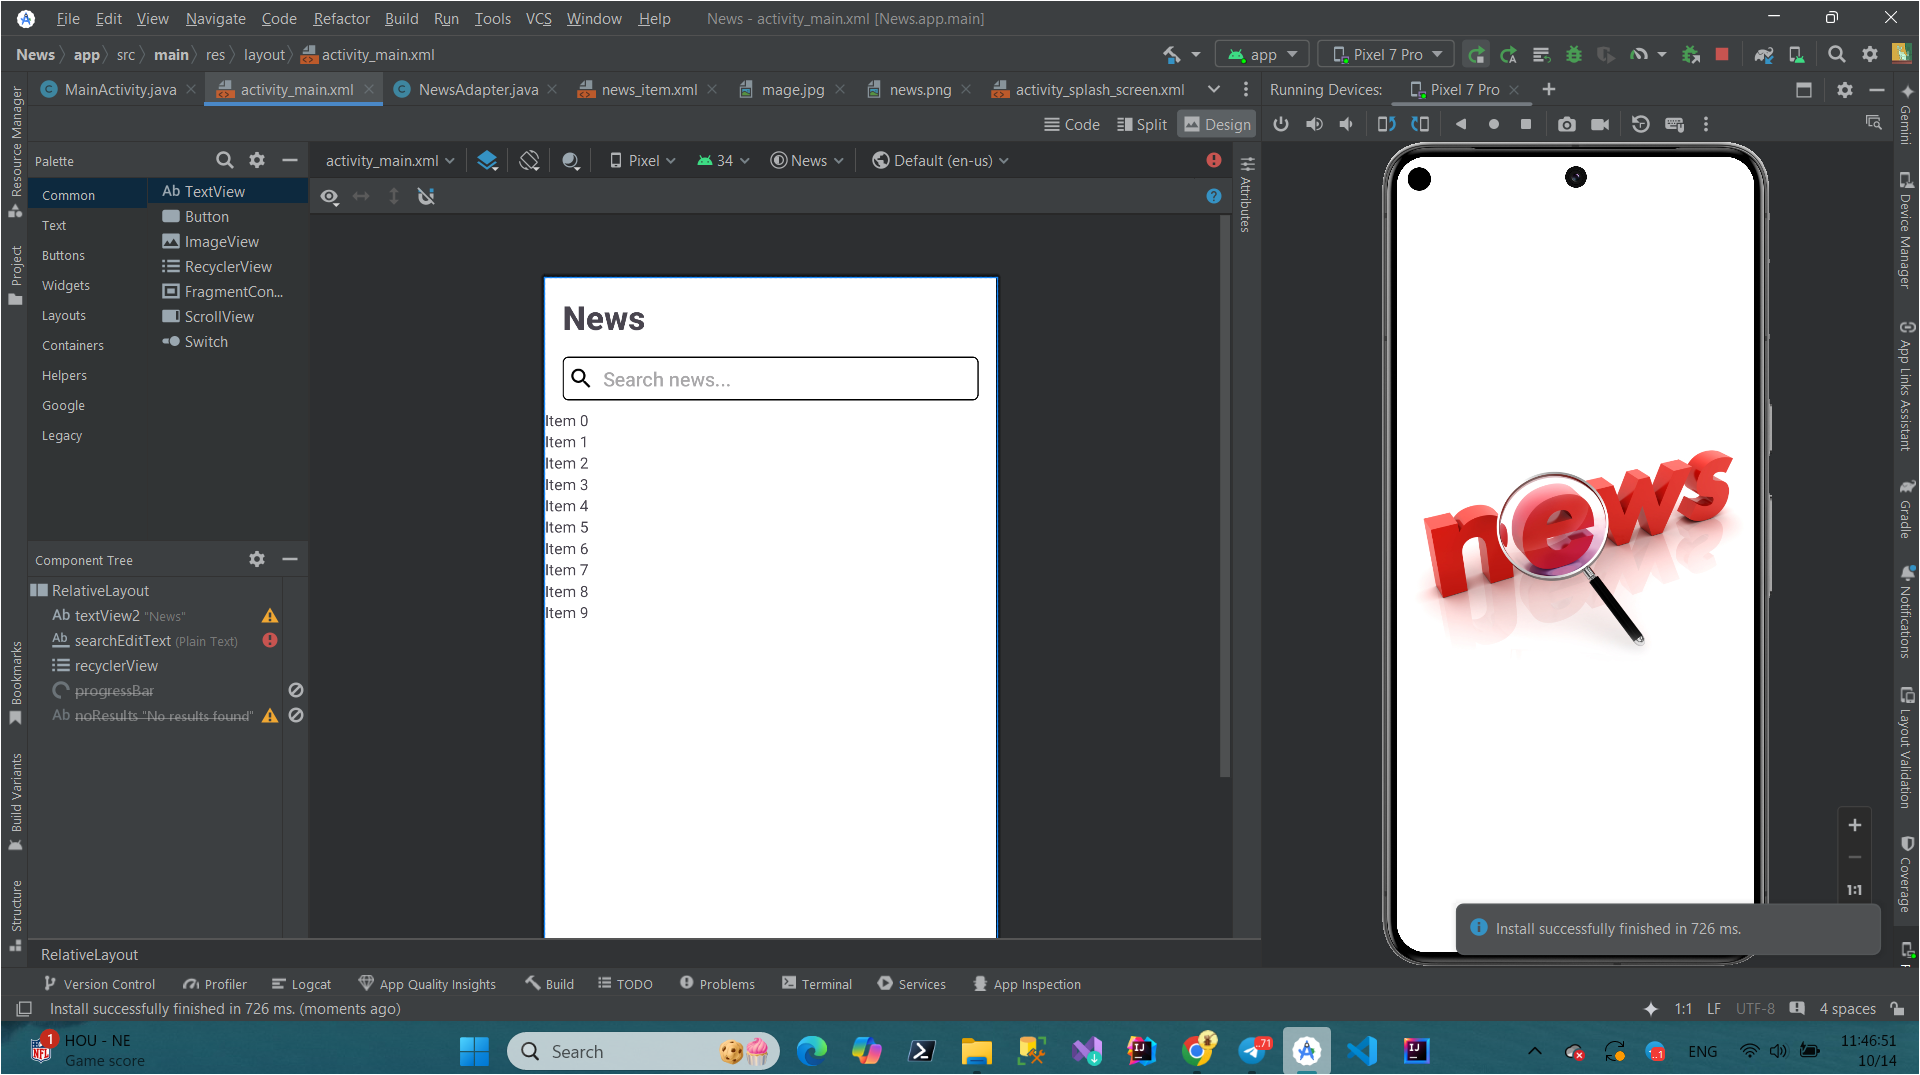 File Edit View Navigate Code Refactor Build Run Tools VCS Window Help News - activity_main.xml [News.app.main]
News app src main res layout activity_main.xml app Pixel 7 Pro
MainActivity.java activity_main.xml NewsAdapter.java news_item.xml mage.jpg news.png activity_splash_screen.xml Running Devices: Pixel 7 Pro
Code Split Design
Palette activity_main.xml Pixel 34 News Default (en-us)
Common Ab TextView
Button
Text
ImageView
Buttons
RecyclerView
Widgets
FragmentCon...
Layouts
ScrollView
Containers
Switch
Helpers
Google
Legacy
Resource Manager
Project
Bookmarks
Build Variants
Structure
News
Search news...
Item 0
Item 1
Item 2
Item 3
Item 4
Item 5
Item 6
Item 7
Item 8
Item 9
Component Tree
RelativeLayout
Ab textView2 "News"
Ab searchEditText (Plain Text)
recyclerView
progressBar
Ab noResults "No results found"
Attributes
news
1:1
Install successfully finished in 726 ms.
Gemini
Device Manager
App Links Assistant
Gradle
Notifications
Layout Validation
Coverage
RelativeLayout
Version Control Profiler Logcat App Quality Insights Build TODO Problems Terminal Services App Inspection
Install successfully finished in 726 ms. (moments ago) 1:1 LF UTF-8 4 spaces
1 NFL HOU - NE
Game score
Search
71
ENG
11:46:51
10/14